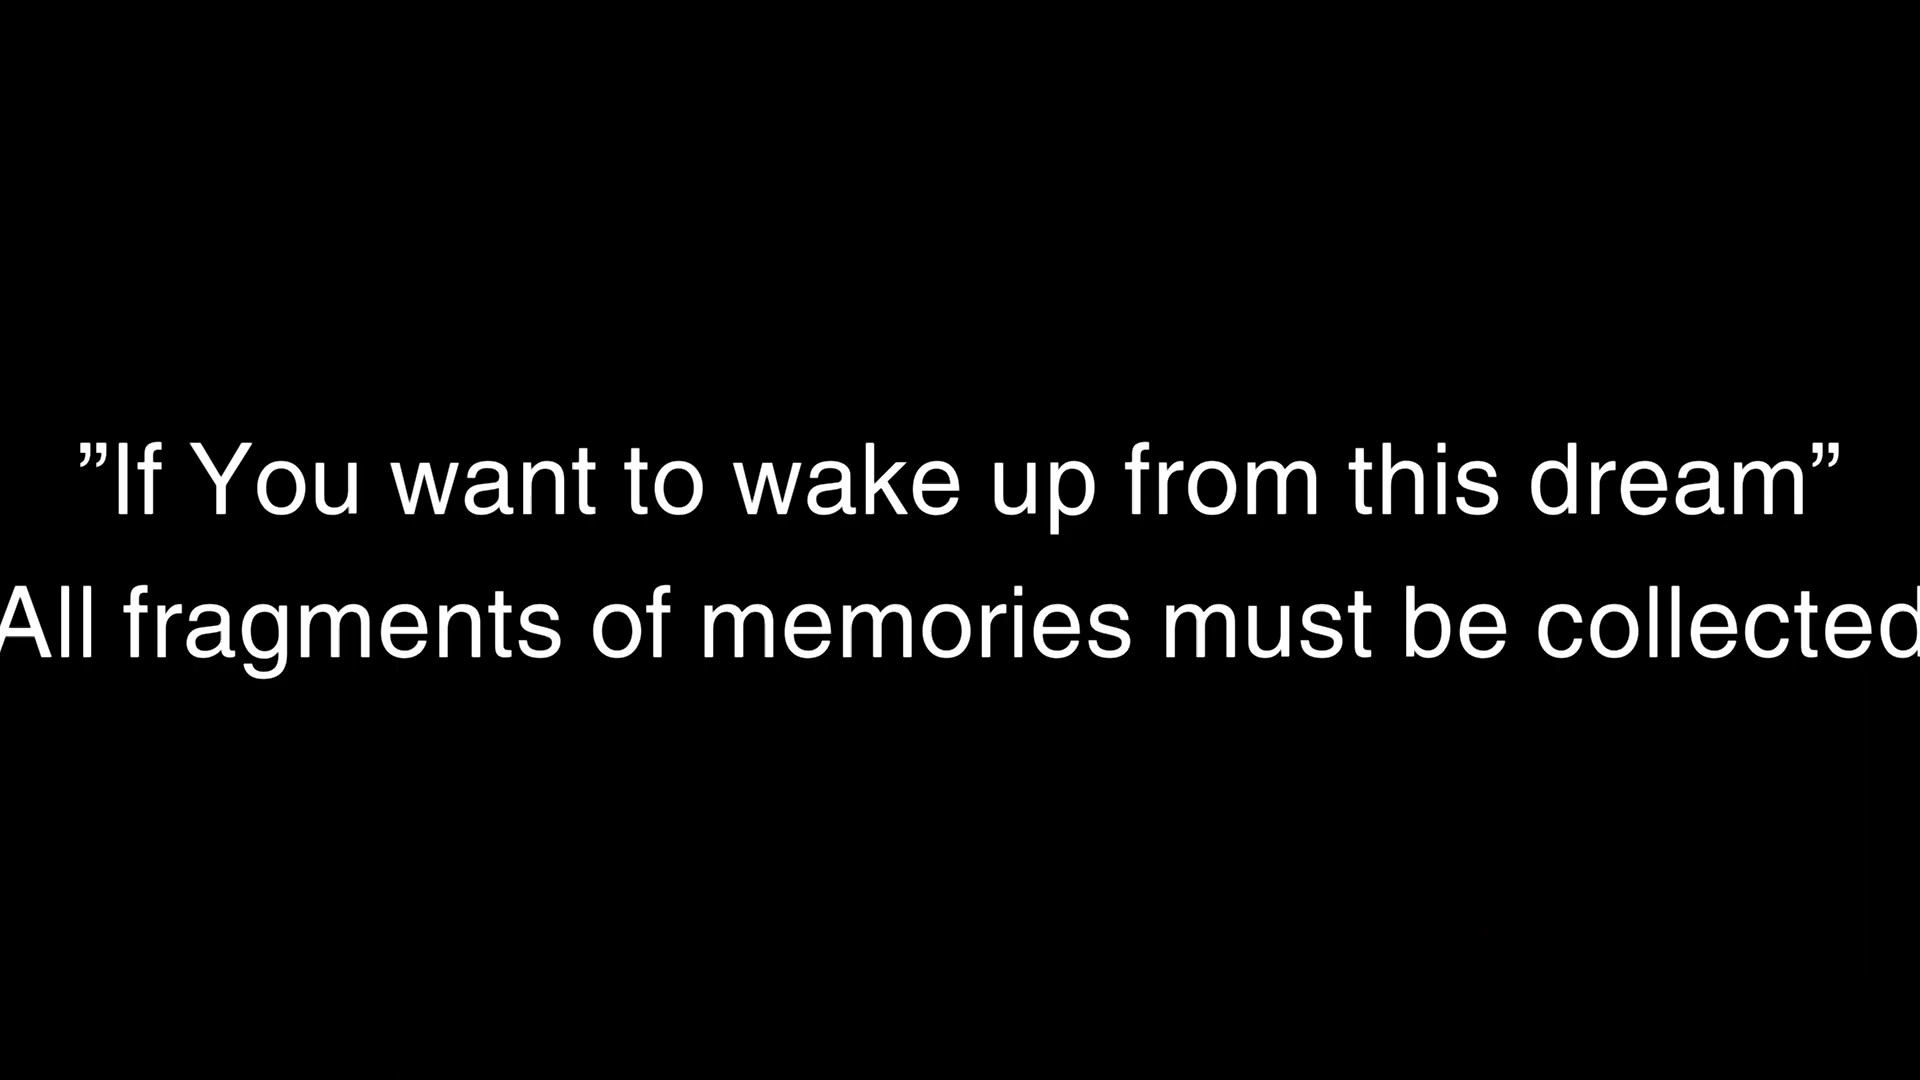 ”If You want to wake up from this dream”
All fragments of memories must be collected